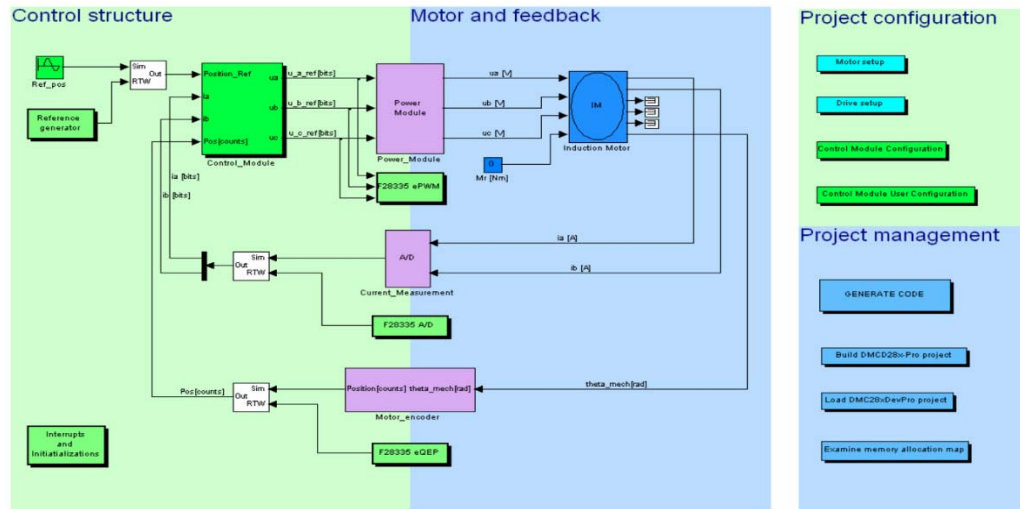 Control structure
Motor and feedback
Project configuration
Ref_pos
Sim
Out
RTW
Reference generator
Position_Ref
ia
ib
Pos[counts]
ua
ub
uc
Control_Module
u_a_ref[bits]
u_b_ref[bits]
u_c_ref[bits]
Power Module
Power_Module
ua [V]
ub [V]
uc [V]
IM
Induction Motor
0
Mr [Nm]
F28335 ePWM
ia [bits]
ib [bits]
Sim
Out
RTW
A/D
Current_Measurement
ia [A]
ib [A]
F28335 A/D
Pos[counts]
Sim
Out
RTW
Position[counts] theta_mech[rad]
Motor_encoder
theta_mech[rad]
F28335 eQEP
Interrupts
and
Initiatializations
Motor setup
Drive setup
Control Module Configuration
Control Module User Configuration
Project management
GENERATE CODE
Build DMCD28x-Pro project
Load DMC28xDevPro project
Examine memory allocation map